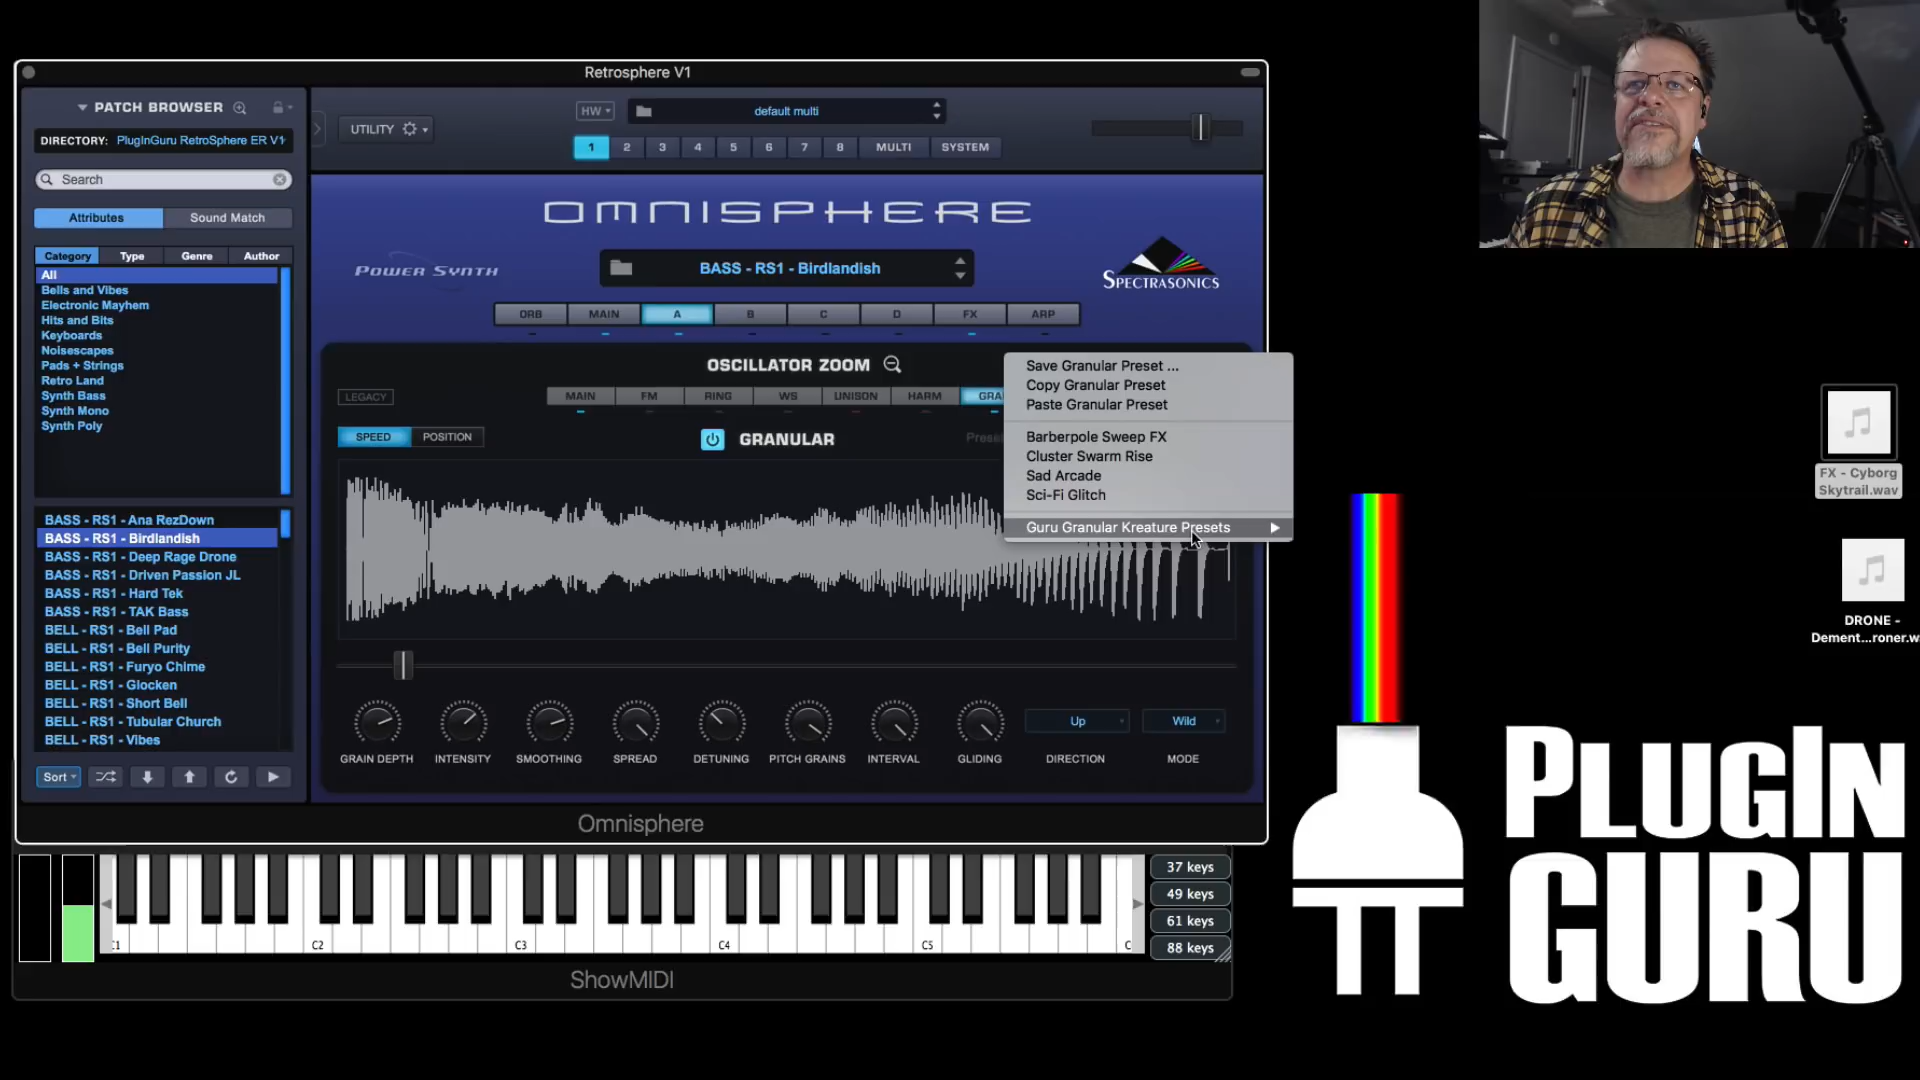 Retrosphere V1
PATCH BROWSER
DIRECTORY: PlugInGuru RetroSphere ER V1
Search
Attributes Sound Match
Category Type Genre Author
All
Bells and Vibes
Electronic Mayhem
Hits and Bits
Keyboards
Noisescapes
Pads + Strings
Retro Land
Synth Bass
Synth Mono
Synth Poly
BASS - RS1 - Ana RezDown
BASS - RS1 - Birdlandish
BASS - RS1 - Deep Rage Drone
BASS - RS1 - Driven Passion JL
BASS - RS1 - Hard Tek
BASS - RS1 - TAK Bass
BELL - RS1 - Bell Pad
BELL - RS1 - Bell Purity
BELL - RS1 - Furyo Chime
BELL - RS1 - Glocken
BELL - RS1 - Short Bell
BELL - RS1 - Tubular Church
BELL - RS1 - Vibes
Sort
UTILITY
HW
default multi
1 2 3 4 5 6 7 8 MULTI SYSTEM
OMNISPHERE
POWER SYNTH
BASS - RS1 - Birdlandish
SPECTRASONICS
ORB MAIN A B C D FX ARP
OSCILLATOR ZOOM
LEGACY
MAIN FM RING WS UNISON HARM GRA
SPEED POSITION
GRANULAR
Prese
Save Granular Preset ...
Copy Granular Preset
Paste Granular Preset
Barberpole Sweep FX
Cluster Swarm Rise
Sad Arcade
Sci-Fi Glitch
Guru Granular Kreature Presets
Up Wild
GRAIN DEPTH INTENSITY SMOOTHING SPREAD DETUNING PITCH GRAINS INTERVAL GLIDING DIRECTION MODE
Omnisphere
C1 C2 C3 C4 C5 C
37 keys
49 keys
61 keys
88 keys
ShowMIDI
FX - Cyborg
Skytrail.wav
DRONE -
Dement...roner.w
PLUGIN
GURU